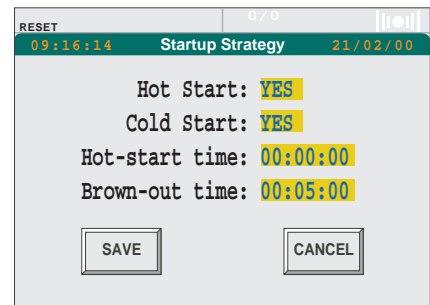 0/0
RESET
09:16:14 Startup Strategy 21/02/00
Hot Start: YES
Cold Start: YES
Hot-start time: 00:00:00
Brown-out time: 00:05:00
SAVE CANCEL